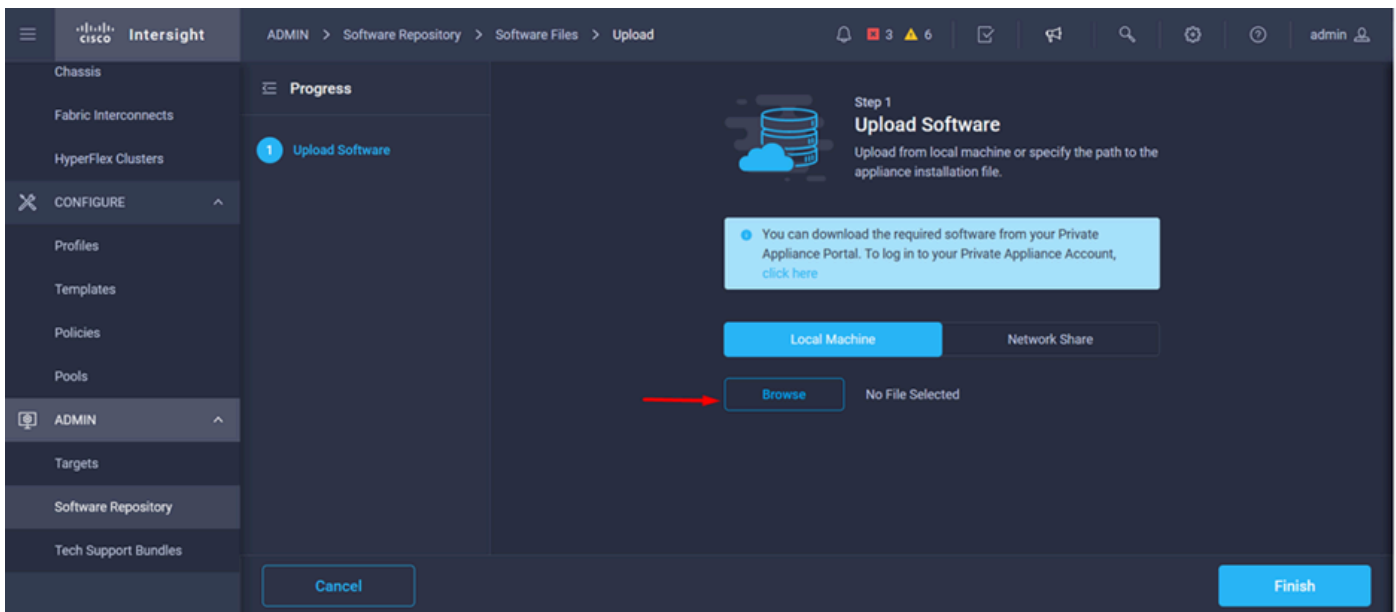 CISCO Intersight
ADMIN > Software Repository > Software Files > Upload
3 6
admin
Chassis
Fabric Interconnects
HyperFlex Clusters
CONFIGURE
Profiles
Templates
Policies
Pools
ADMIN
Targets
Software Repository
Tech Support Bundles
Progress
1 Upload Software
Step 1
Upload Software
Upload from local machine or specify the path to the
appliance installation file.
You can download the required software from your Private
Appliance Portal. To log in to your Private Appliance Account,
click here
Local Machine Network Share
Browse No File Selected
Cancel Finish